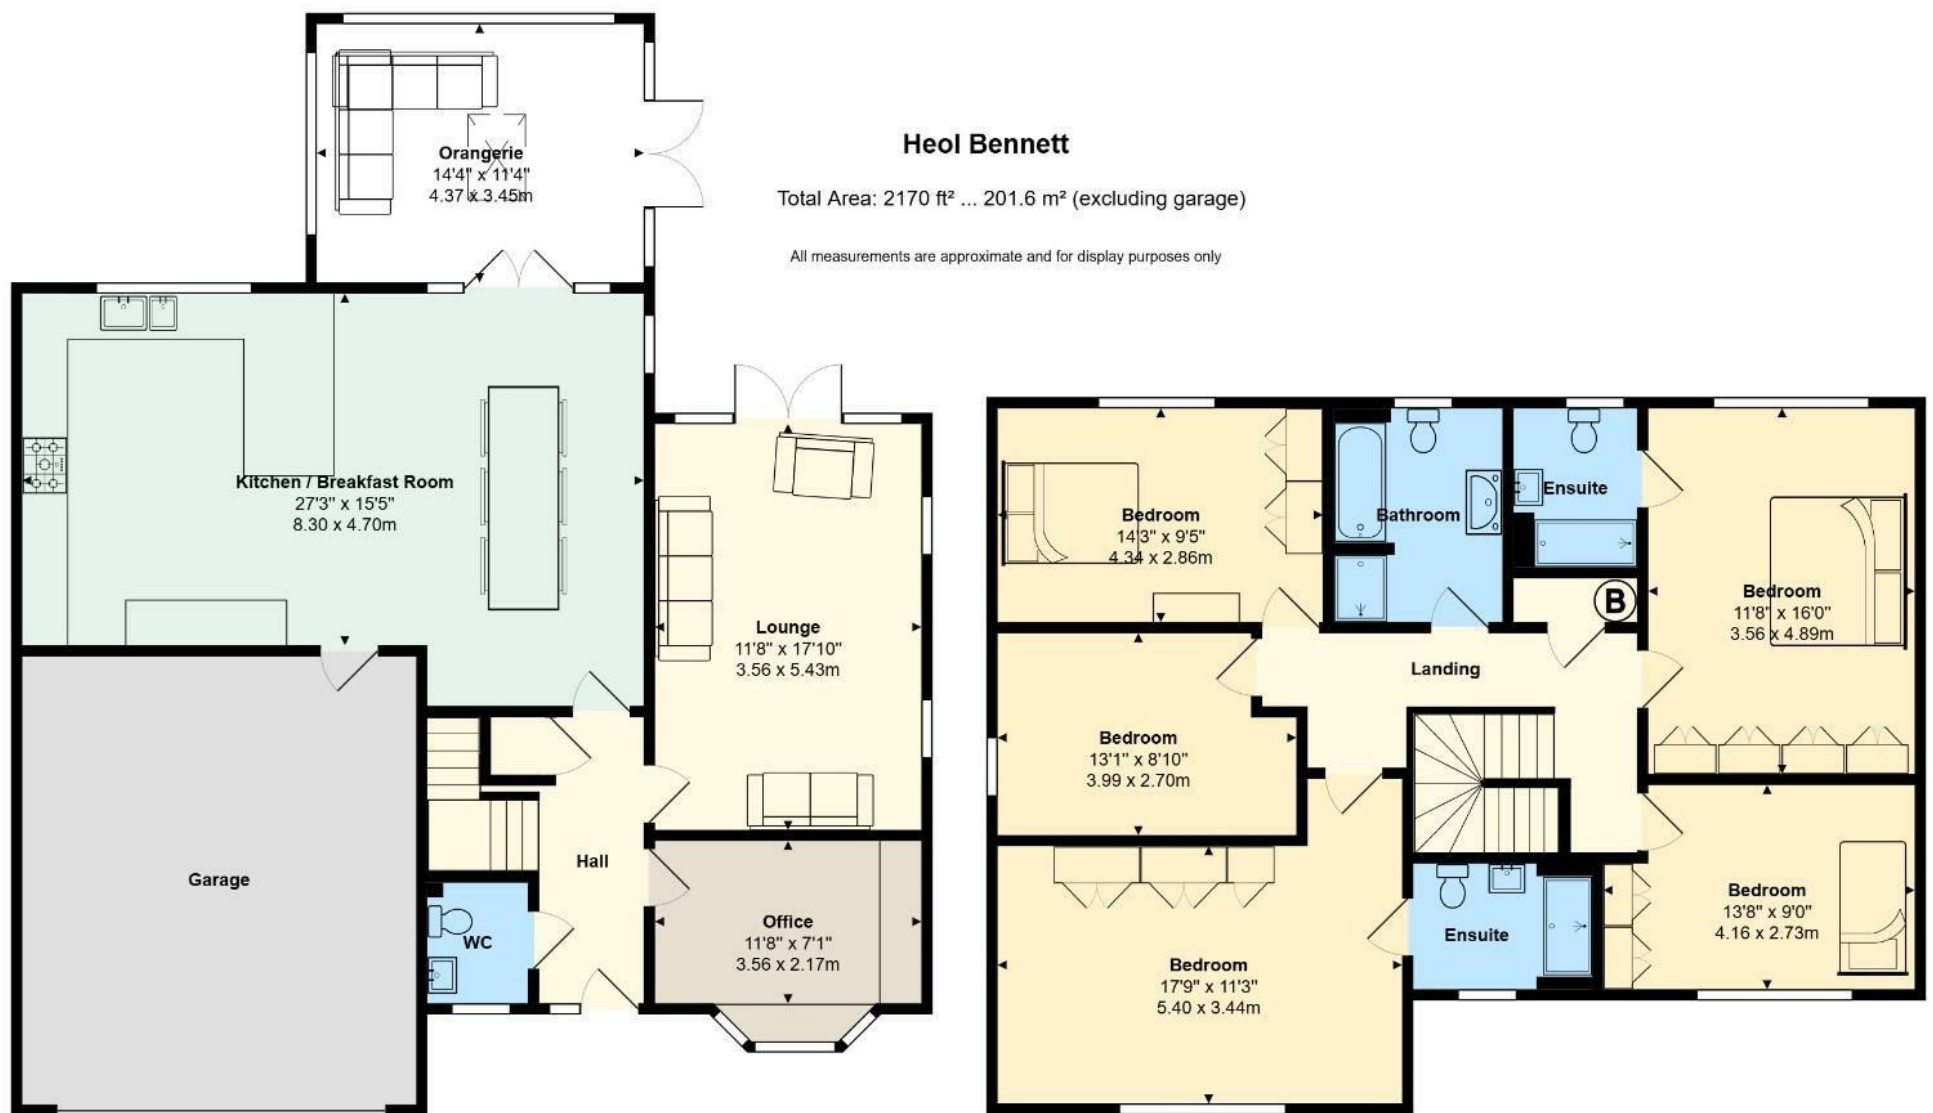 Heol Bennett
Total Area: 2170 ft² ... 201.6 m² (excluding garage)
All measurements are approximate and for display purposes only
Orangerie
14'4" x 11'4"
4.37 x 3.45m
Kitchen / Breakfast Room
27'3" x 15'5"
8.30 x 4.70m
Lounge
11'8" x 17'10"
3.56 x 5.43m
Garage
Hall
WC
Office
11'8" x 7'1"
3.56 x 2.17m
Bedroom
14'3" x 9'5"
4.34 x 2.86m
Bathroom
Ensuite
B
Bedroom
11'8" x 16'0"
3.56 x 4.89m
Landing
Bedroom
13'1" x 8'10"
3.99 x 2.70m
Bedroom
17'9" x 11'3"
5.40 x 3.44m
Ensuite
Bedroom
13'8" x 9'0"
4.16 x 2.73m